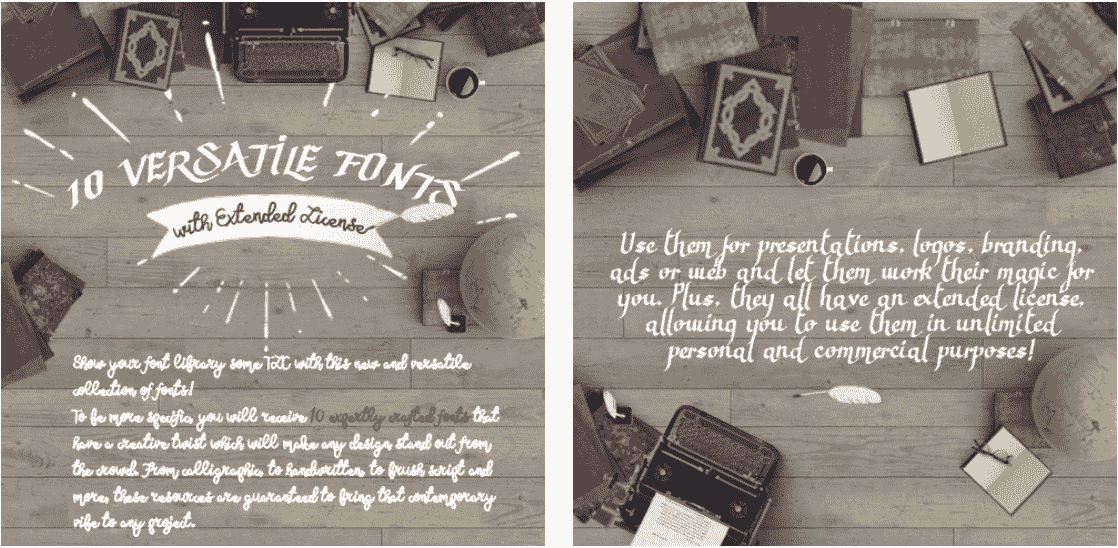 10 VERSATILE FONTS
with Extended License
Show your font library some TLC with this new and versatile
collection of fonts!
To be more specific, you will receive 10 expertly crafted fonts that
have a creative twist which will make any design stand out from
the crowd. From calligraphic, to handwritten, to brush script and
more, these resources are guaranteed to bring that contemporary
vibe to any project.
Use them for presentations, logos, branding,
ads or web and let them work their magic for
you. Plus, they all have an extended license,
allowing you to use them in unlimited
personal and commercial purposes!